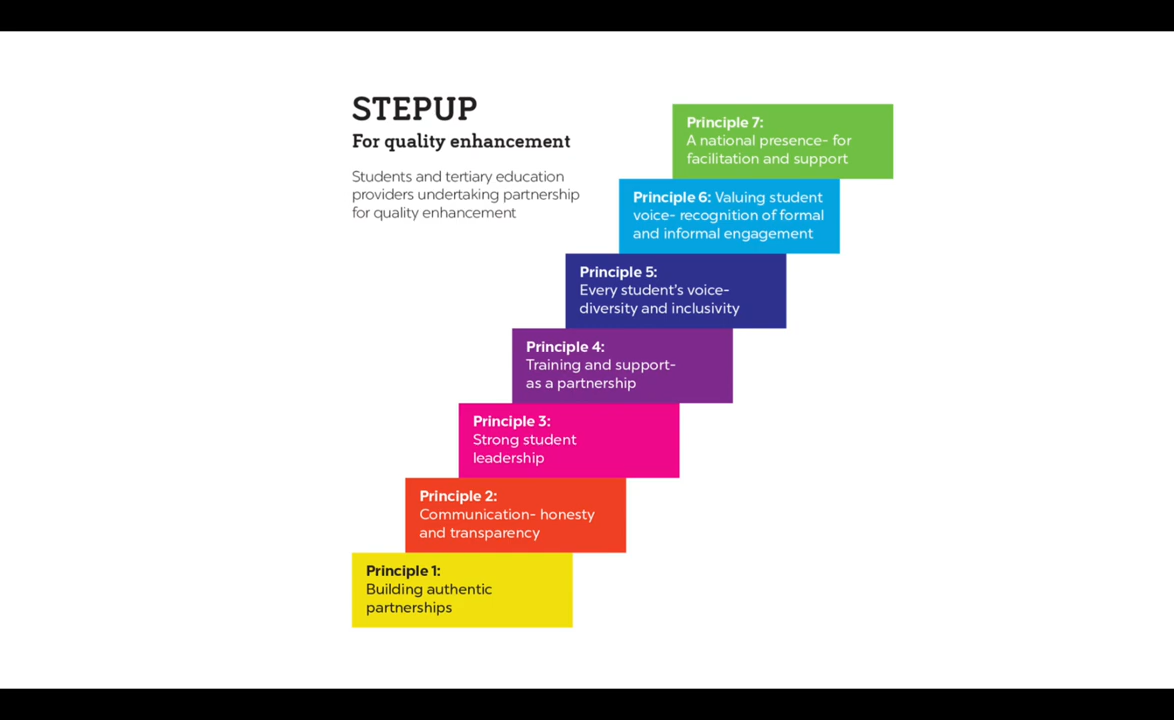 STEPUP
For quality enhancement
Students and tertiary education
providers undertaking partnership
for quality enhancement
Principle 7:
A national presence- for
facilitation and support
Principle 6: Valuing student
voice- recognition of formal
and informal engagement
Principle 5:
Every student's voice-
diversity and inclusivity
Principle 4:
Training and support-
as a partnership
Principle 3:
Strong student
leadership
Principle 2:
Communication- honesty
and transparency
Principle 1:
Building authentic
partnerships